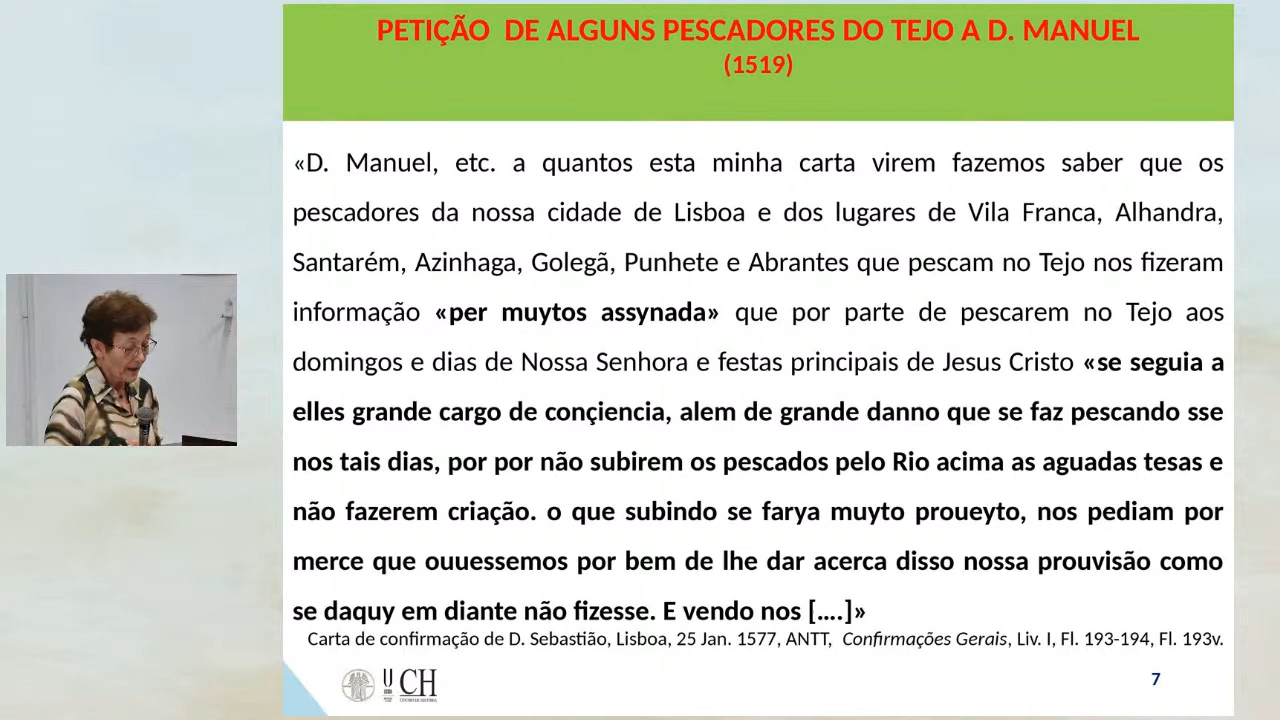 PETIÇÃO DE ALGUNS PESCADORES DO TEJO A D. MANUEL
(1519)
«D. Manuel, etc. a quantos esta minha carta virem fazemos saber que os
pescadores da nossa cidade de Lisboa e dos lugares de Vila Franca, Alhandra,
Santarém, Azinhaga, Golegã, Punhete e Abrantes que pescam no Tejo nos fizeram
informação «per muytos assynada» que por parte de pescarem no Tejo aos
domingos e dias de Nossa Senhora e festas principais de Jesus Cristo «se seguia a
elles grande cargo de conçiencia, alem de grande danno que se faz pescando sse
nos tais dias, por por não subirem os pescados pelo Rio acima as aguadas tesas e
não fazerem criação. o que subindo se farya muyto proueyto, nos pediam por
merce que ouuessemos por bem de lhe dar acerca disso nossa prouvisão como
se daquy em diante não fizesse. E vendo nos [….]»
Carta de confirmação de D. Sebastião, Lisboa, 25 Jan. 1577, ANTT, Confirmações Gerais, Liv. I, Fl. 193-194, Fl. 193v.
U CH
7